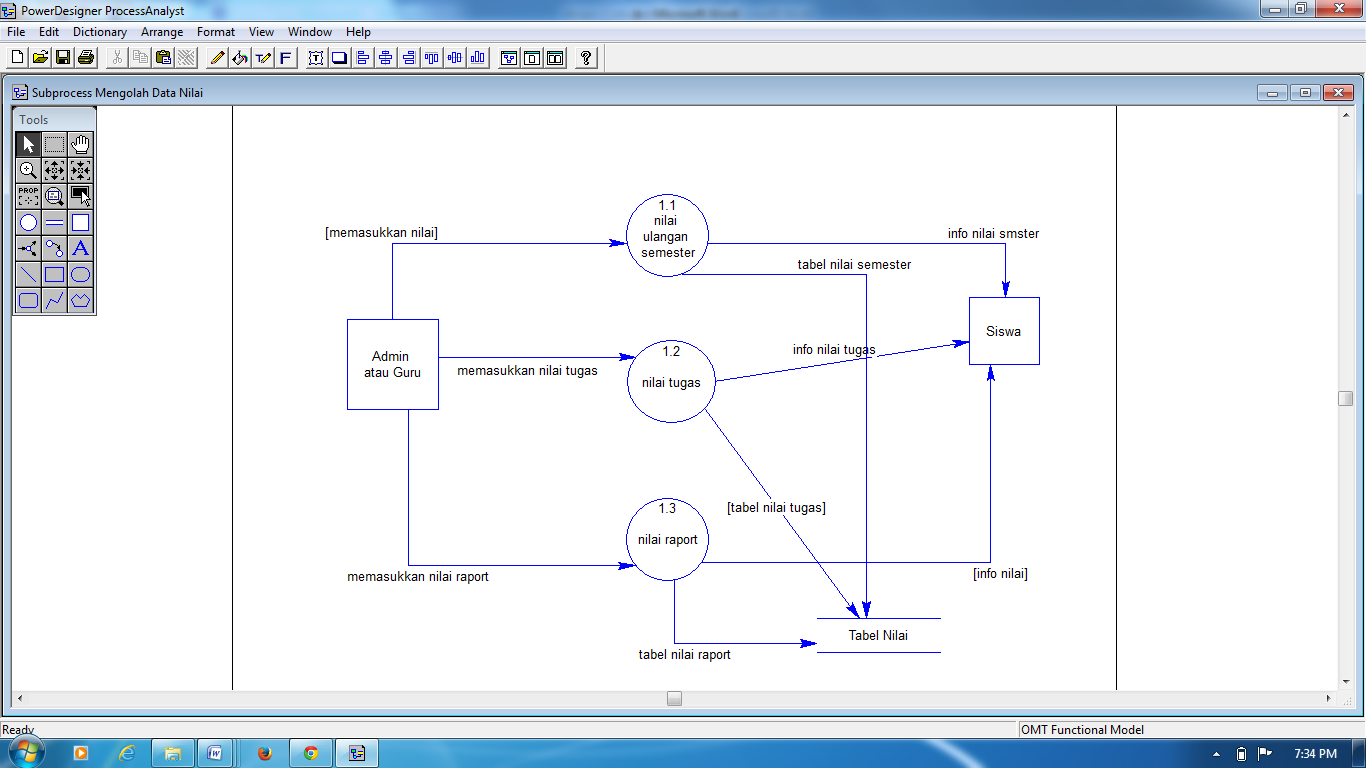 PowerDesigner ProcessAnalyst
File Edit Dictionary Arrange Format View Window Help
Subprocess Mengolah Data Nilai
Tools
PROP
[memasukkan nilai]
1.1
nilai
ulangan
semester
info nilai smster
tabel nilai semester
Siswa
Admin
atau Guru
memasukkan nilai tugas
1.2
nilai tugas
info nilai tugas
[tabel nilai tugas]
1.3
nilai raport
memasukkan nilai raport
[info nilai]
Tabel Nilai
tabel nilai raport
Ready
OMT Functional Model
7:34 PM